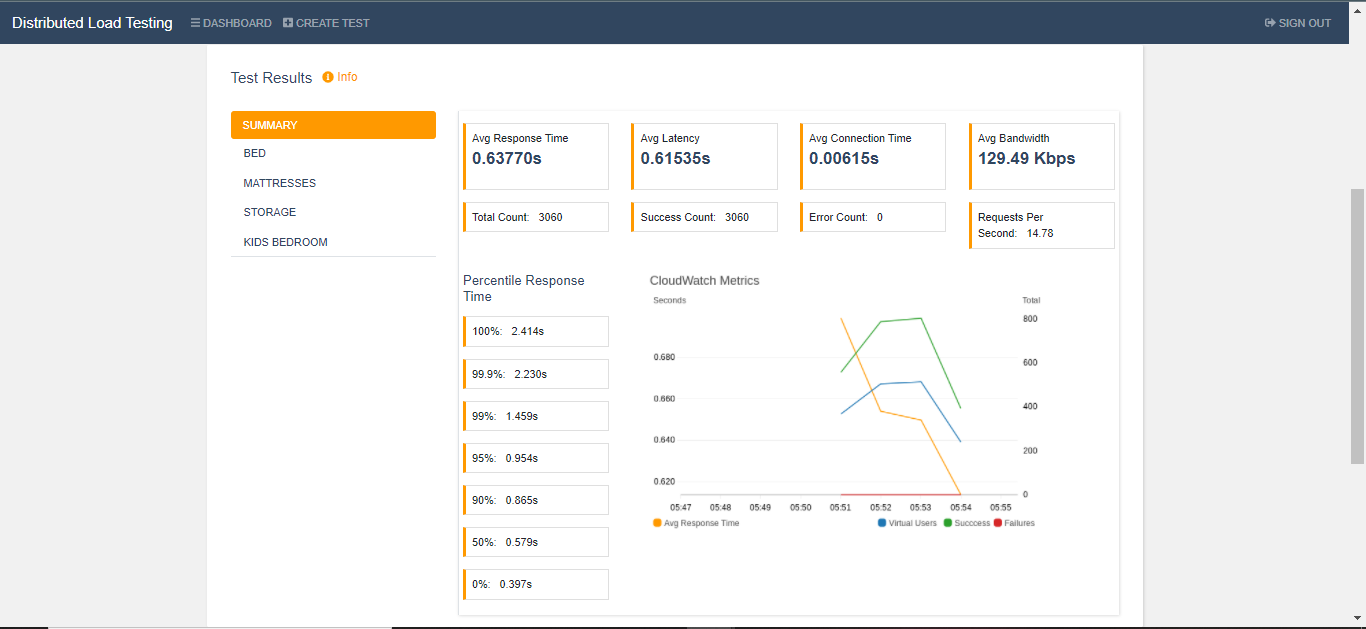 Distributed Load Testing DASHBOARD CREATE TEST SIGN OUT
Test Results Info
SUMMARY
BED
MATTRESSES
STORAGE
KIDS BEDROOM
Avg Response Time
0.63770s
Avg Latency
0.61535s
Avg Connection Time
0.00615s
Avg Bandwidth
129.49 Kbps
Total Count: 3060
Success Count: 3060
Error Count: 0
Requests Per
Second: 14.78
Percentile Response
Time
100%: 2.414s
99.9%: 2.230s
99%: 1.459s
95%: 0.954s
90%: 0.865s
50%: 0.579s
0%: 0.397s
CloudWatch Metrics
Seconds Total
800
0.680
600
0.660
400
0.640
200
0.620
0
05:47 05:48 05:49 05:50 05:51 05:52 05:53 05:54 05:55
Avg Response Time Virtual Users Succcess Failures